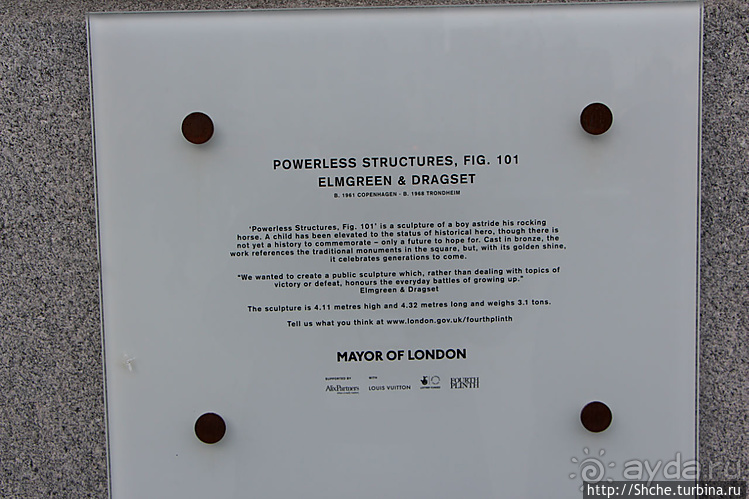 POWERLESS STRUCTURES, FIG. 101
ELMGREEN & DRAGSET
B. 1961 COPENHAGEN - B. 1968 TRONDHEIM
'Powerless Structures, Fig. 101' is a sculpture of a boy astride his rocking
horse. A child has been elevated to the status of historical hero, though there is
not yet a history to commemorate – only a future to hope for. Cast in bronze, the
work references the traditional monuments in the square, but, with its golden shine,
it celebrates generations to come.
"We wanted to create a public sculpture which, rather than dealing with topics of
victory or defeat, honours the everyday battles of growing up."
Elmgreen & Dragset
The sculpture is 4.11 metres high and 4.32 metres long and weighs 3.1 tons.
Tell us what you think at www.london.gov.uk/fourthplinth
MAYOR OF LONDON
SUPPORTED BY WITH
AlixPartners LOUIS VUITTON FOURTH PLINTH
ayda.ru
http://Shche.turbina.ru